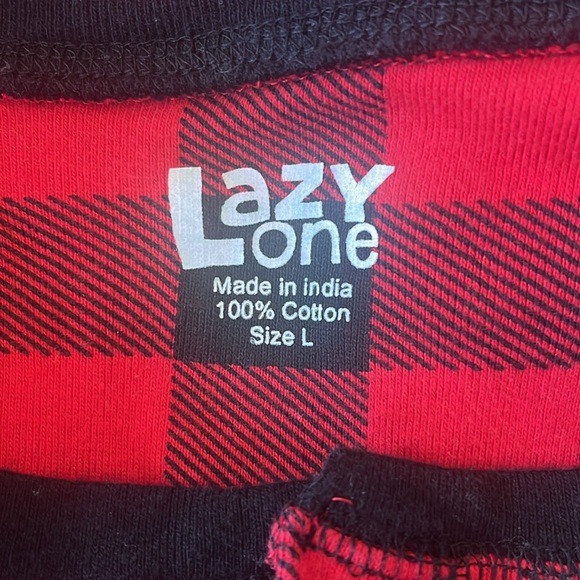 Lazy
one
Made in India
100% Cotton
Size L